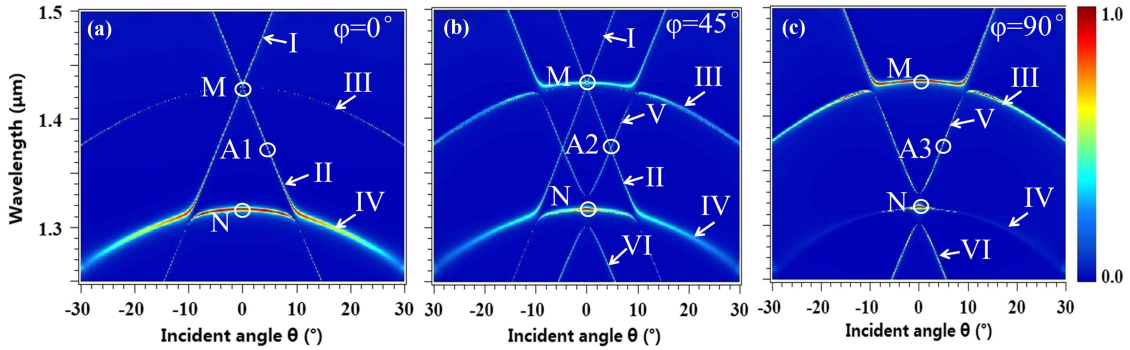 (a) φ=0° (b) φ=45° (c) φ=90°
1.5
1.4
1.3
1.2
Wavelength (μm)
I
M
III
A1
II
IV
N
I
M
III
V
A2
II
N
IV
VI
M
III
V
A3
N
IV
VI
1.0
0.0
-30 -20 -10 0 10 20 30
-30 -20 -10 0 10 20 30
-30 -20 -10 0 10 20 30
Incident angle θ (°)
Incident angle θ (°)
Incident angle θ (°)